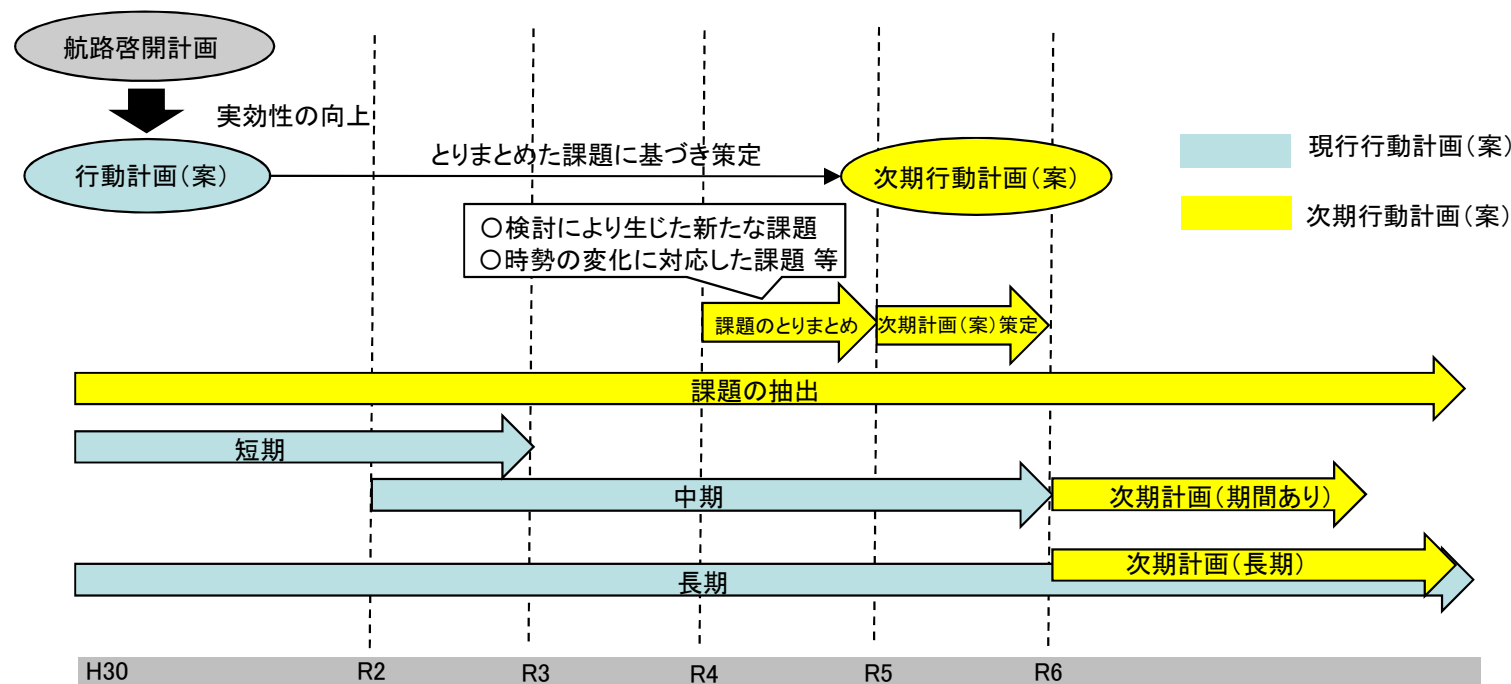 航路啓開計画
実効性の向上
行動計画(案)
とりまとめた課題に基づき策定
次期行動計画(案)
現行行動計画(案)
次期行動計画(案)
○検討により生じた新たな課題
○時勢の変化に対応した課題 等
課題のとりまとめ
次期計画(案)策定
課題の抽出
短期
中期
次期計画(期間あり)
次期計画(長期)
長期
H30
R2
R3
R4
R5
R6